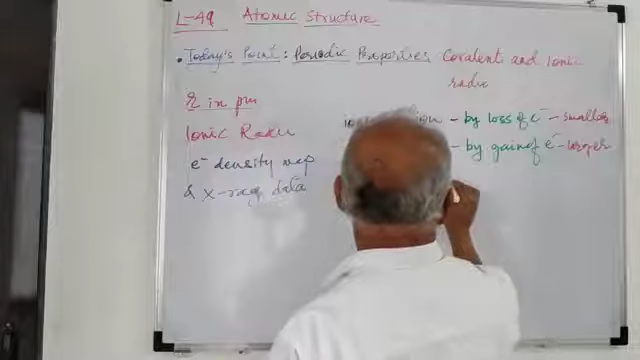 L-49 Atomic Structure
• Today's Point: Periodic Properties Covalent and Ionic
radii
r in pm
Ionic Radii
e⁻ density map
& X-ray data
ion - by loss of e⁻ - smaller
- by gain of e⁻ - larger